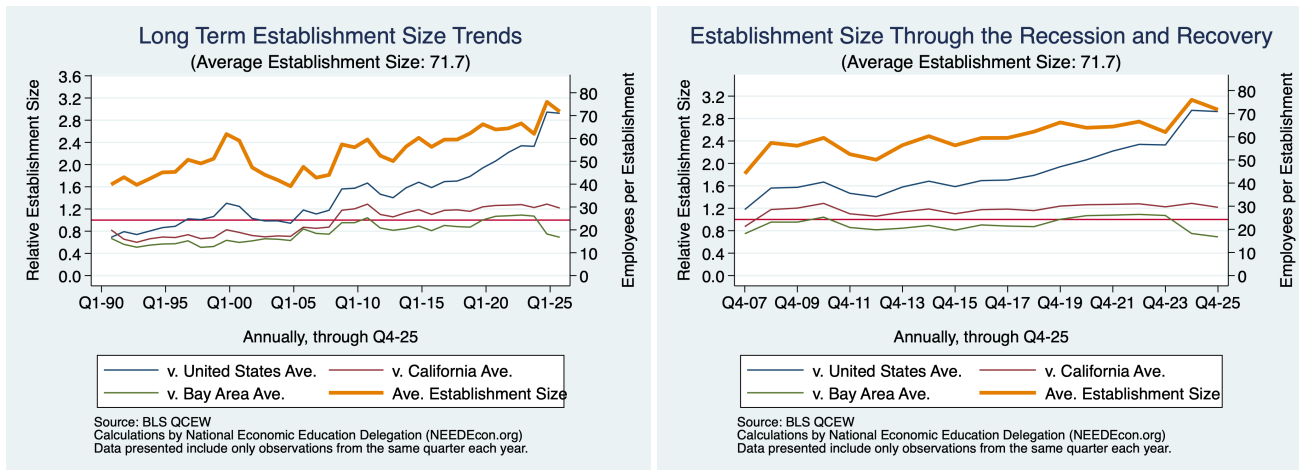 Long Term Establishment Size Trends
(Average Establishment Size: 71.7)
Relative Establishment Size
3.6
3.2
2.8
2.4
2.0
1.6
1.2
0.8
0.4
0.0
80
70
60
50
40
30
20
10
0
Employees per Establishment
Q1-90 Q1-95 Q1-00 Q1-05 Q1-10 Q1-15 Q1-20 Q1-25
Annually, through Q4-25
v. United States Ave. v. California Ave.
v. Bay Area Ave. Ave. Establishment Size
Source: BLS QCEW
Calculations by National Economic Education Delegation (NEEDEcon.org)
Data presented include only observations from the same quarter each year.
Establishment Size Through the Recession and Recovery
(Average Establishment Size: 71.7)
Relative Establishment Size
3.2
2.8
2.4
2.0
1.6
1.2
0.8
0.4
0.0
80
70
60
50
40
30
20
10
0
Employees per Establishment
Q4-07 Q4-09 Q4-11 Q4-13 Q4-15 Q4-17 Q4-19 Q4-21 Q4-23 Q4-25
Annually, through Q4-25
v. United States Ave. v. California Ave.
v. Bay Area Ave. Ave. Establishment Size
Source: BLS QCEW
Calculations by National Economic Education Delegation (NEEDEcon.org)
Data presented include only observations from the same quarter each year.